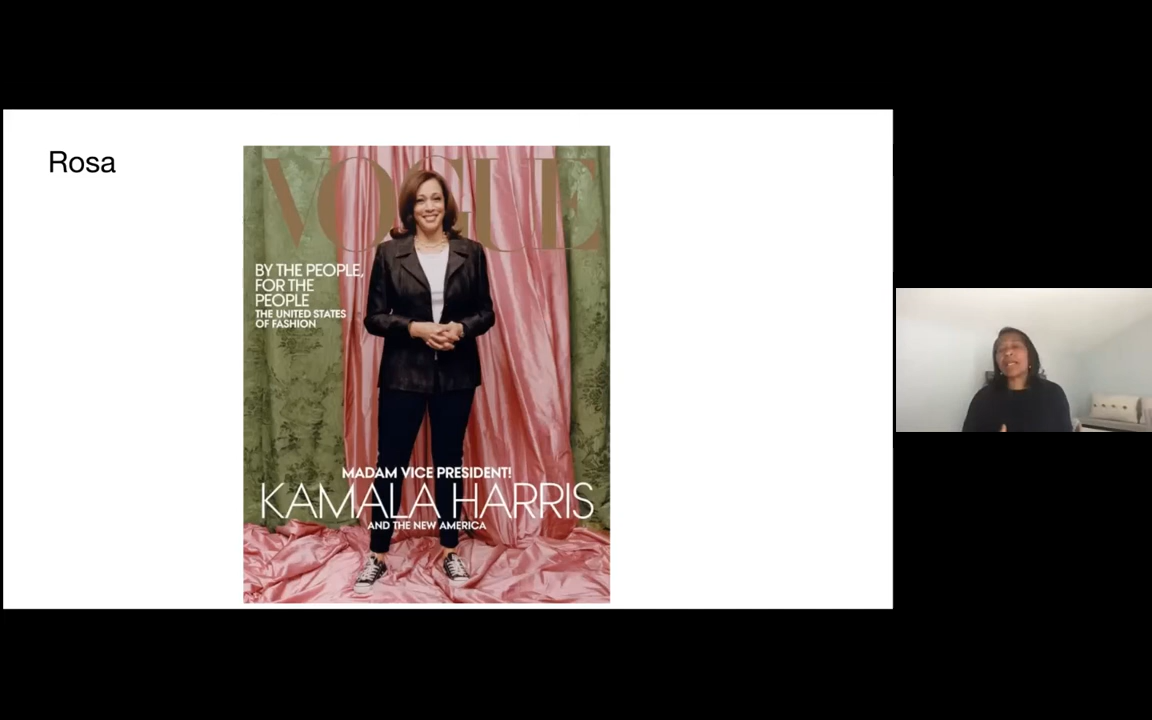 Rosa
VOGUE
BY THE PEOPLE,
FOR THE
PEOPLE
THE UNITED STATES
OF FASHION
MADAM VICE PRESIDENT!
KAMALA HARRIS
AND THE NEW AMERICA